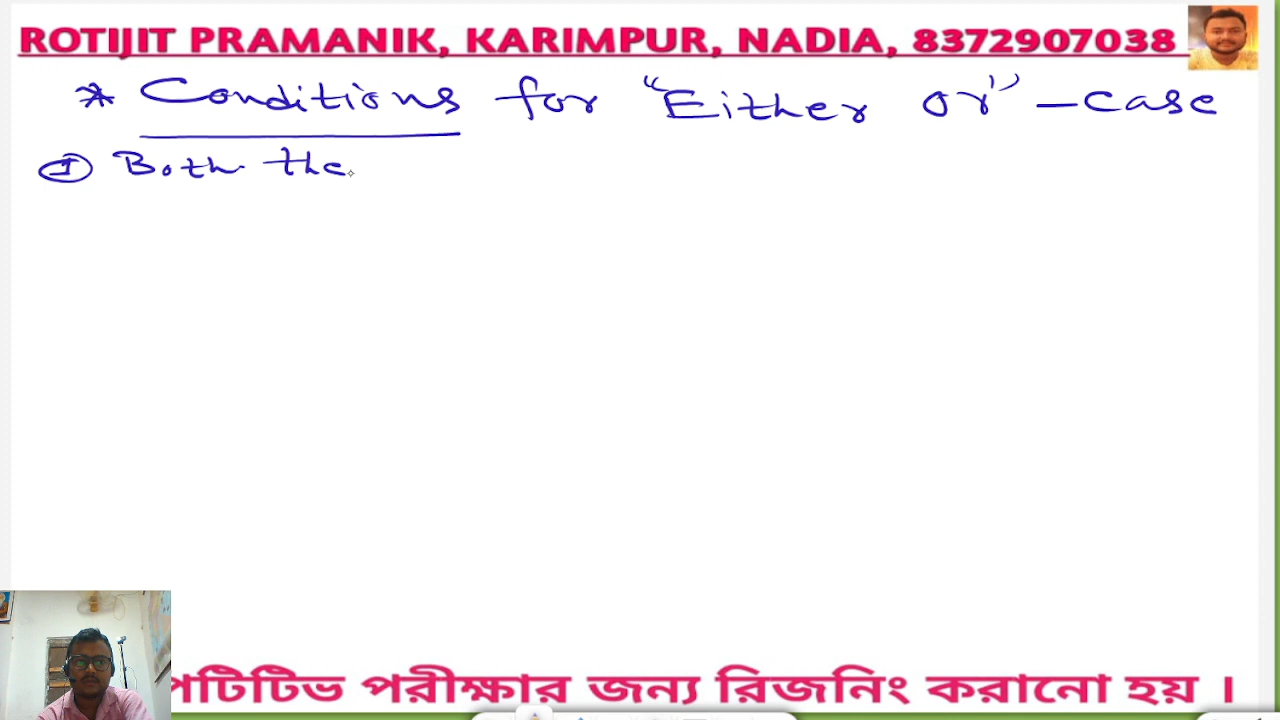 ROTIJIT PRAMANIK, KARIMPUR, NADIA, 8372907038
* Conditions for "Either or" - case
① Both the
পটিটিভ পরীক্ষার জন্য রিজনিং করানো হয় ।